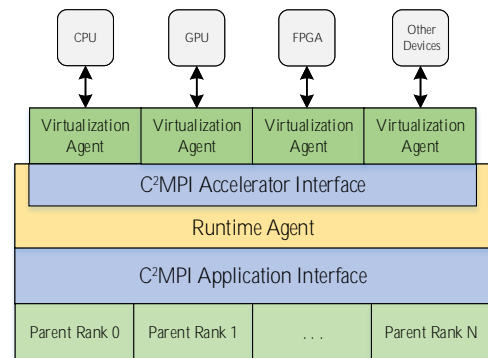 CPU
GPU
FPGA
Other
Devices
Virtualization
Agent
Virtualization
Agent
Virtualization
Agent
Virtualization
Agent
C²MPI Accelerator Interface
Runtime Agent
C²MPI Application Interface
Parent Rank 0
Parent Rank 1
. . .
Parent Rank N